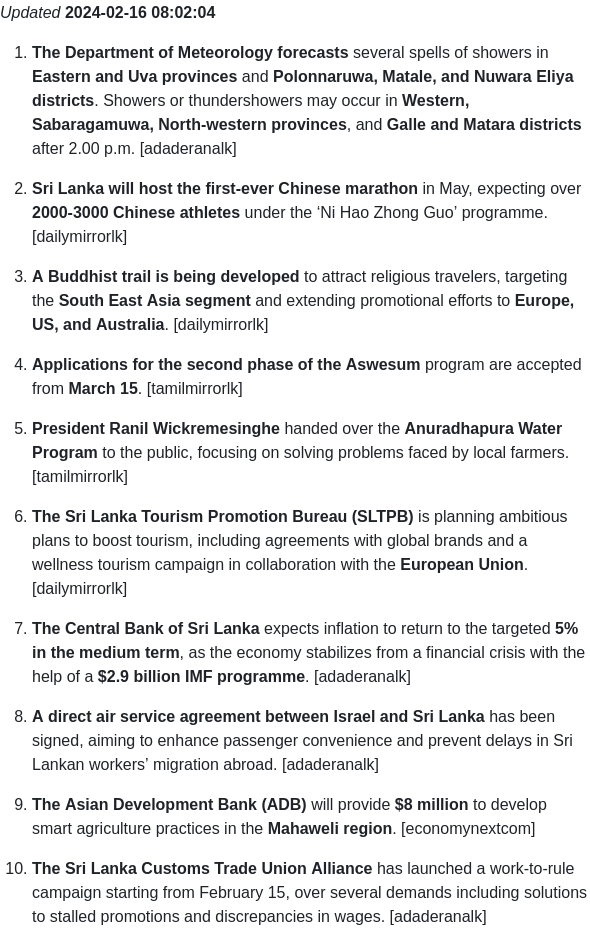 Updated 2024-02-16 08:02:04
1. The Department of Meteorology forecasts several spells of showers in
Eastern and Uva provinces and Polonnaruwa, Matale, and Nuwara Eliya
districts. Showers or thundershowers may occur in Western,
Sabaragamuwa, North-western provinces, and Galle and Matara districts
after 2.00 p.m. [adaderanalk]
2. Sri Lanka will host the first-ever Chinese marathon in May, expecting over
2000-3000 Chinese athletes under the ‘Ni Hao Zhong Guo’ programme.
[dailymirrorlk]
3. A Buddhist trail is being developed to attract religious travelers, targeting
the South East Asia segment and extending promotional efforts to Europe,
US, and Australia. [dailymirrorlk]
4. Applications for the second phase of the Aswesum program are accepted
from March 15. [tamilmirrorlk]
5. President Ranil Wickremesinghe handed over the Anuradhapura Water
Program to the public, focusing on solving problems faced by local farmers.
[tamilmirrorlk]
6. The Sri Lanka Tourism Promotion Bureau (SLTPB) is planning ambitious
plans to boost tourism, including agreements with global brands and a
wellness tourism campaign in collaboration with the European Union.
[dailymirrorlk]
7. The Central Bank of Sri Lanka expects inflation to return to the targeted 5%
in the medium term, as the economy stabilizes from a financial crisis with the
help of a $2.9 billion IMF programme. [adaderanalk]
8. A direct air service agreement between Israel and Sri Lanka has been
signed, aiming to enhance passenger convenience and prevent delays in Sri
Lankan workers’ migration abroad. [adaderanalk]
9. The Asian Development Bank (ADB) will provide $8 million to develop
smart agriculture practices in the Mahaweli region. [economynextcom]
10. The Sri Lanka Customs Trade Union Alliance has launched a work-to-rule
campaign starting from February 15, over several demands including solutions
to stalled promotions and discrepancies in wages. [adaderanalk]